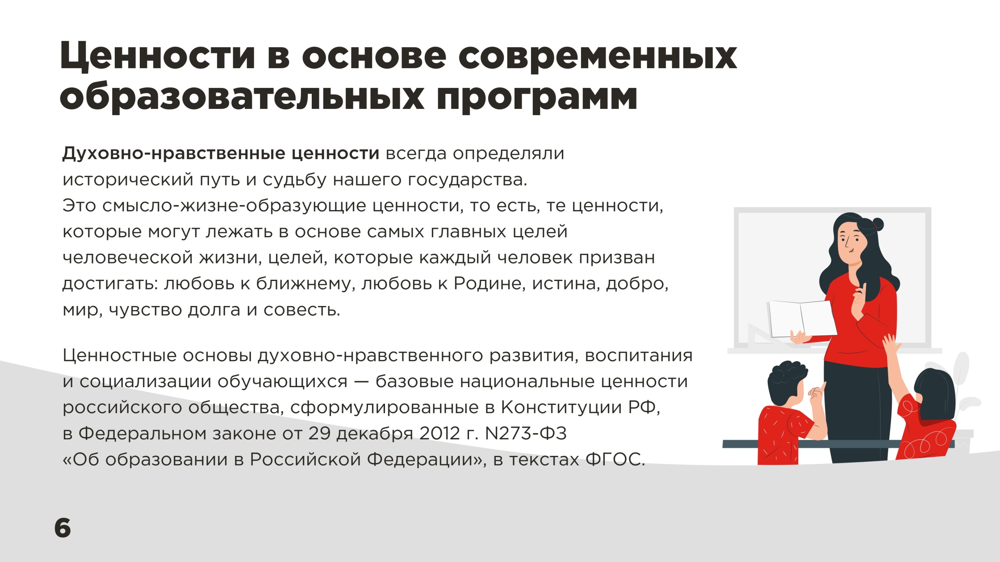 Ценности в основе современных
образовательных программ
Духовно-нравственные ценности всегда определяли
исторический путь и судьбу нашего государства.
Это смысло-жизне-образующие ценности, то есть, те ценности,
которые могут лежать в основе самых главных целей
человеческой жизни, целей, которые каждый человек призван
достигать: любовь к ближнему, любовь к Родине, истина, добро,
мир, чувство долга и совесть.
Ценностные основы духовно-нравственного развития, воспитания
и социализации обучающихся — базовые национальные ценности
российского общества, сформулированные в Конституции РФ,
в Федеральном законе от 29 декабря 2012 г. N273-ФЗ
«Об образовании в Российской Федерации», в текстах ФГОС.
6